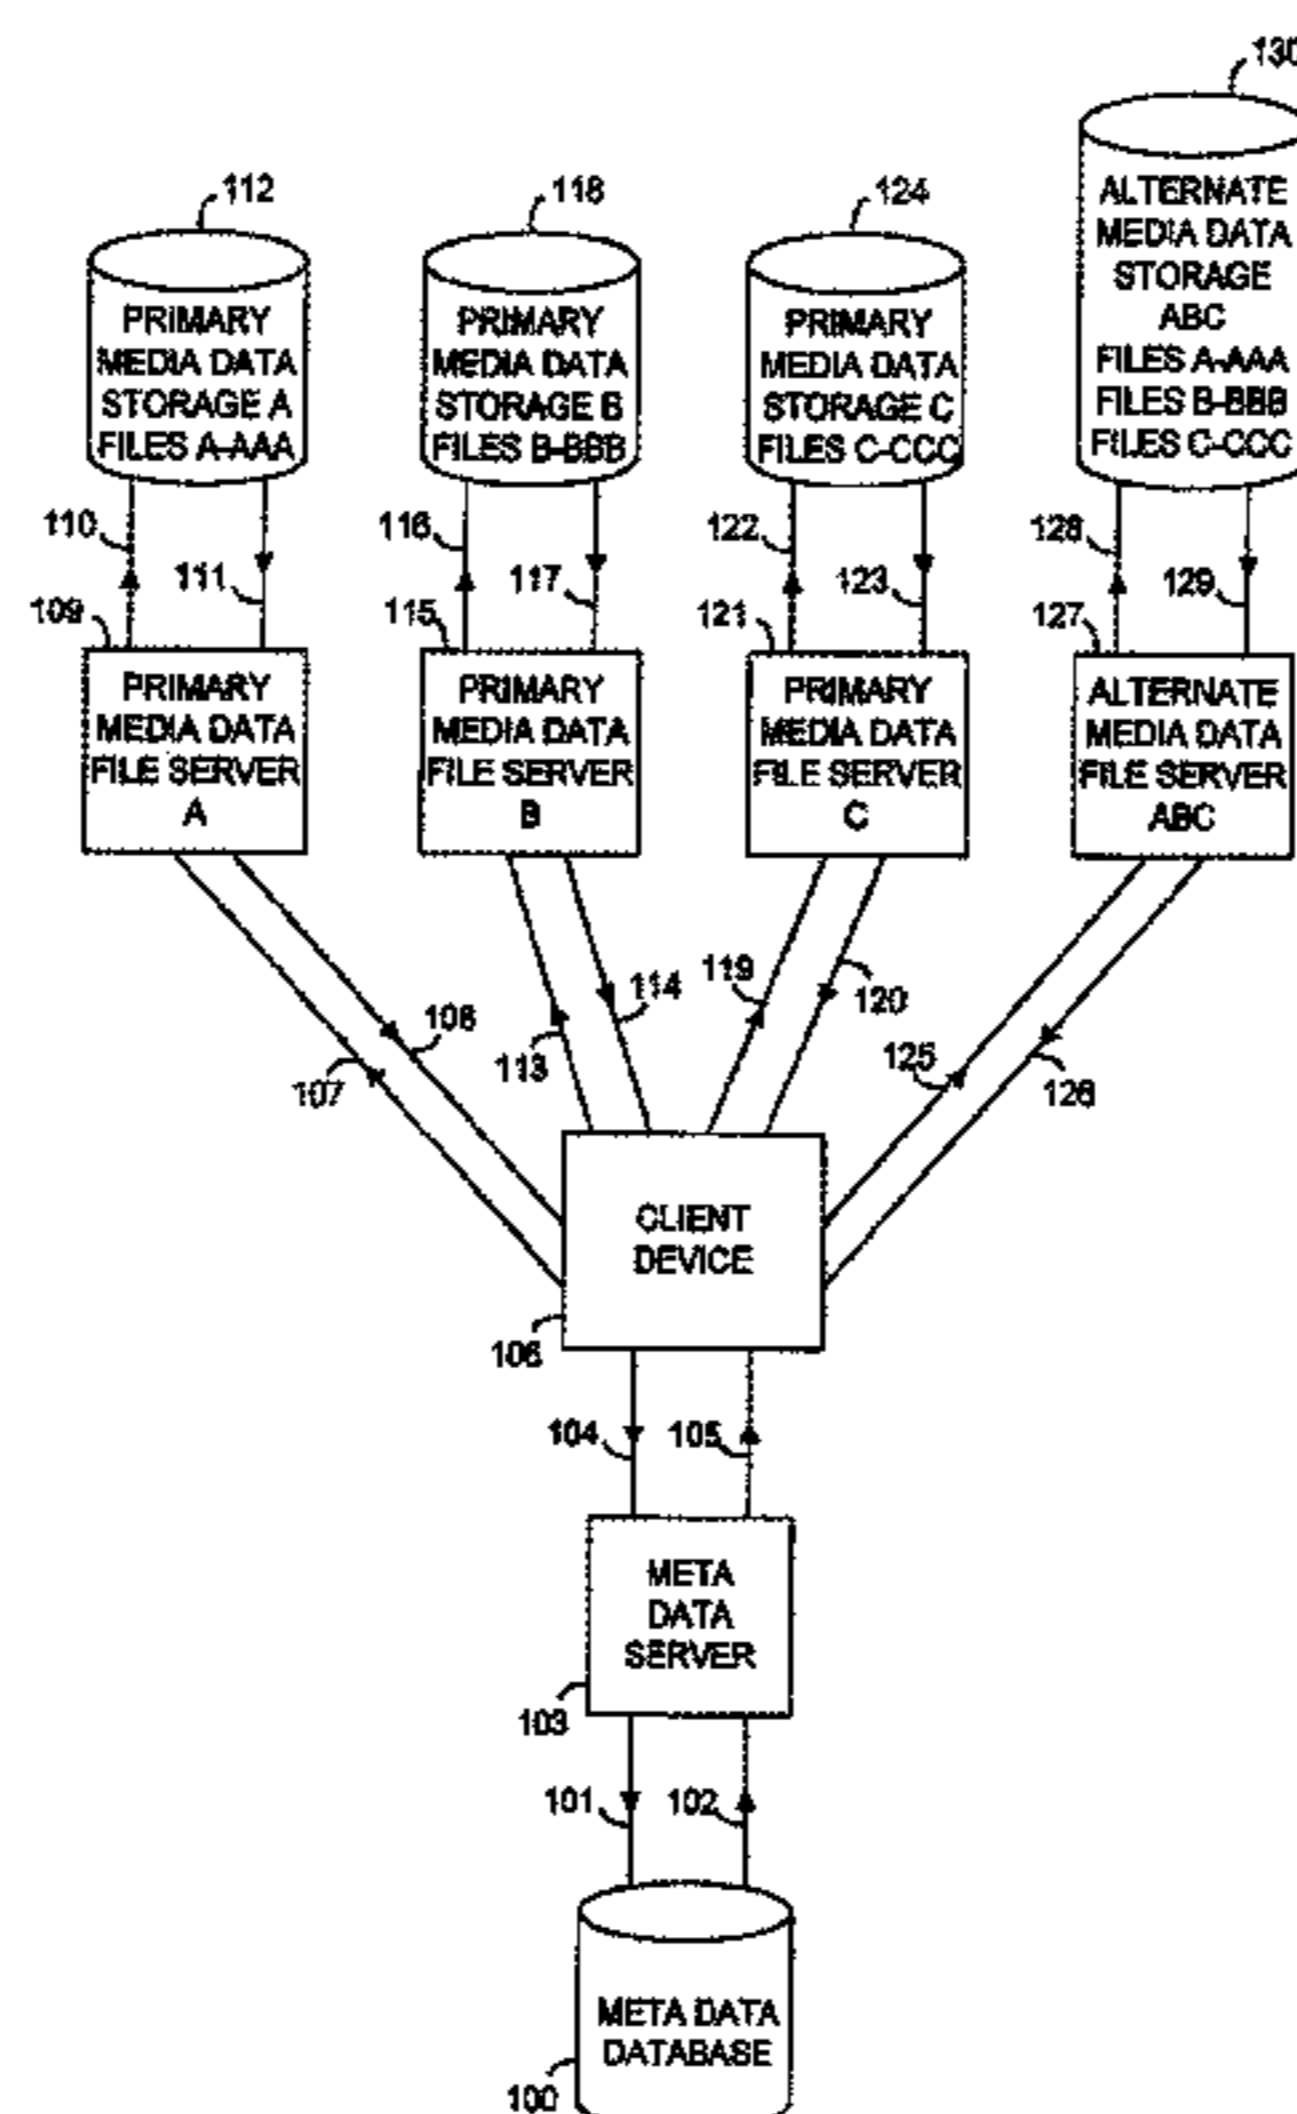 130
112
118
124
PRIMARY
MEDIA DATA
STORAGE A
FILES A-AAA
PRIMARY
MEDIA DATA
STORAGE B
FILES B-BBB
PRIMARY
MEDIA DATA
STORAGE C
FILES C-CCC
ALTERNATE
MEDIA DATA
STORAGE
ABC
FILES A-AAA
FILES B-BBB
FILES C-CCC
110
111
116
117
122
123
128
129
109
115
121
127
PRIMARY
MEDIA DATA
FILE SERVER
A
PRIMARY
MEDIA DATA
FILE SERVER
B
PRIMARY
MEDIA DATA
FILE SERVER
C
ALTERNATE
MEDIA DATA
FILE SERVER
ABC
107
108
113
114
119
120
125
126
CLIENT
DEVICE
106
104
105
META
DATA
SERVER
103
101
102
META DATA
DATABASE
100